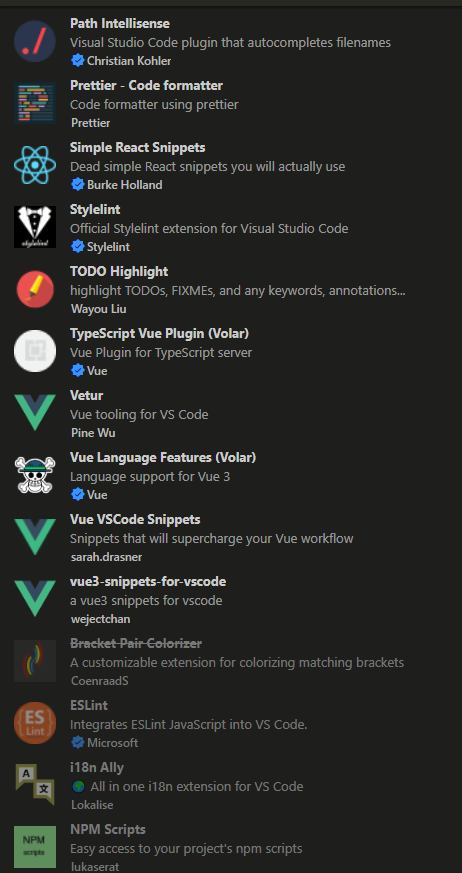 Path Intellisense
Visual Studio Code plugin that autocompletes filenames
Christian Kohler
Prettier - Code formatter
Code formatter using prettier
Prettier
Simple React Snippets
Dead simple React snippets you will actually use
Burke Holland
Stylelint
Official Stylelint extension for Visual Studio Code
stylelint
Stylelint
TODO Highlight
highlight TODOs, FIXMEs, and any keywords, annotations...
Wayou Liu
TypeScript Vue Plugin (Volar)
Vue Plugin for TypeScript server
Vue
Vetur
Vue tooling for VS Code
Pine Wu
Vue Language Features (Volar)
Language support for Vue 3
Vue
Vue VSCode Snippets
Snippets that will supercharge your Vue workflow
sarah.drasner
vue3-snippets-for-vscode
a vue3 snippets for vscode
wejectchan
Bracket Pair Colorizer
A customizable extension for colorizing matching brackets
CoenraadS
ES
Lint
ESLint
Integrates ESLint JavaScript into VS Code.
Microsoft
A 文
i18n Ally
All in one i18n extension for VS Code
Lokalise
NPM
scripts
NPM Scripts
Easy access to your project's npm scripts
lukaserat